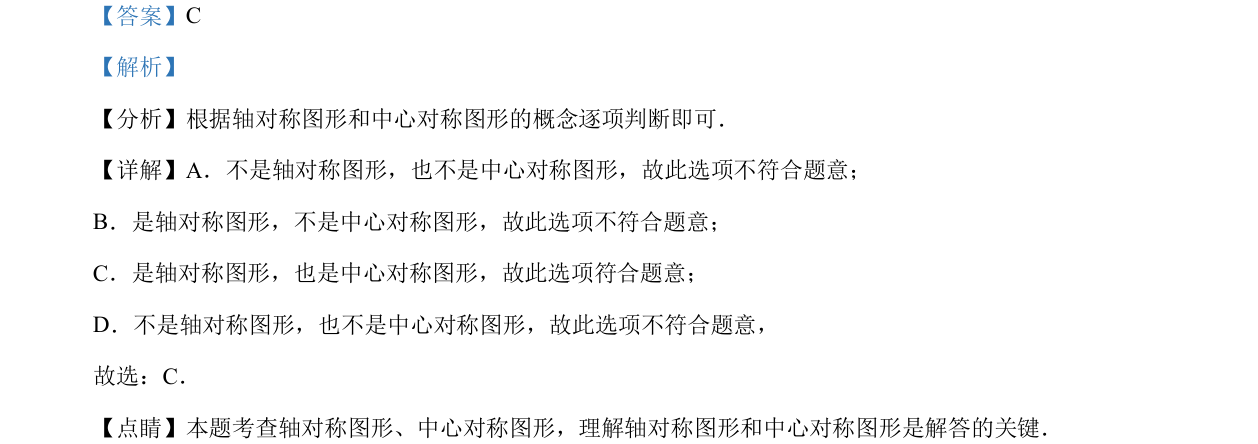 【答案】C
【解析】
【分析】根据轴对称图形和中心对称图形的概念逐项判断即可．
【详解】A．不是轴对称图形，也不是中心对称图形，故此选项不符合题意；
B．是轴对称图形，不是中心对称图形，故此选项不符合题意；
C．是轴对称图形，也是中心对称图形，故此选项符合题意；
D．不是轴对称图形，也不是中心对称图形，故此选项不符合题意，
故选：C．
【点睛】本题考查轴对称图形、中心对称图形，理解轴对称图形和中心对称图形是解答的关键．